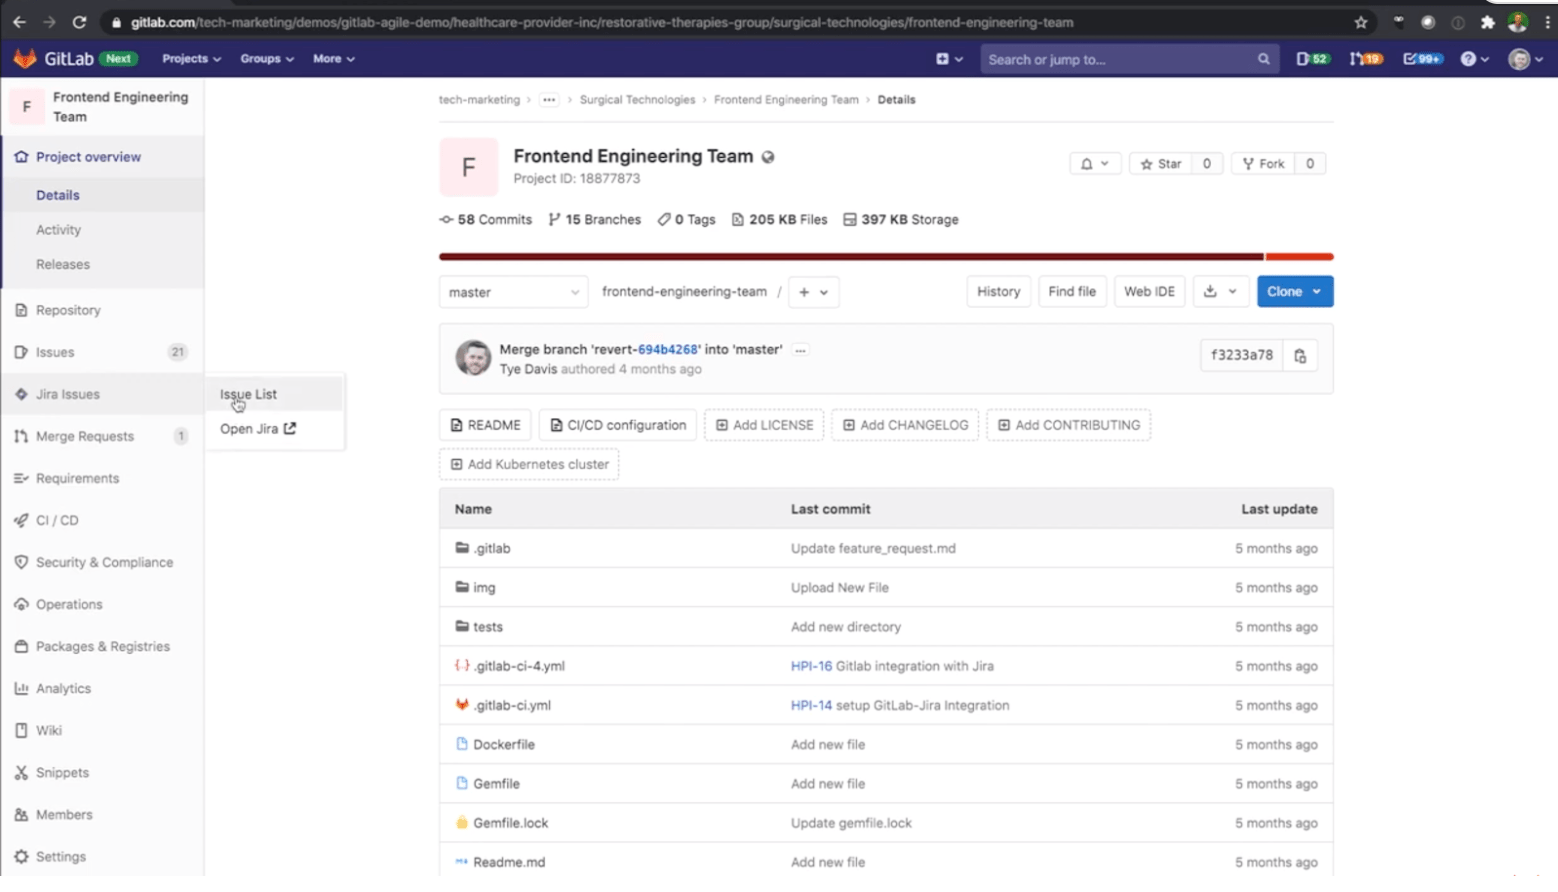 gitlab.com/tech-marketing/demos/gitlab-agile-demo/healthcare-provider-inc/restorative-therapies-group/surgical-technologies/frontend-engineering-team
GitLab Next Projects Groups More Search or jump to... 52 19 99+
F Frontend Engineering Team
Project overview
Details
Activity
Releases
Repository
Issues 21
Jira Issues
Merge Requests 1
Requirements
CI / CD
Security & Compliance
Operations
Packages & Registries
Analytics
Wiki
Snippets
Members
Settings
Issue List
Open Jira
tech-marketing > ... > Surgical Technologies > Frontend Engineering Team > Details
F
Frontend Engineering Team
Project ID: 18877873
Star 0 Fork 0
58 Commits 15 Branches 0 Tags 205 KB Files 397 KB Storage
master frontend-engineering-team / + History Find file Web IDE Clone
Merge branch 'revert-694b4268' into 'master' ...
Tye Davis authored 4 months ago
f3233a78
README CI/CD configuration Add LICENSE Add CHANGELOG Add CONTRIBUTING
Add Kubernetes cluster
Name Last commit Last update
.gitlab Update feature_request.md 5 months ago
img Upload New File 5 months ago
tests Add new directory 5 months ago
.gitlab-ci-4.yml HPI-16 Gitlab integration with Jira 5 months ago
.gitlab-ci.yml HPI-14 setup GitLab-Jira Integration 5 months ago
Dockerfile Add new file 5 months ago
Gemfile Add new file 5 months ago
Gemfile.lock Update gemfile.lock 5 months ago
Readme.md Add new file 5 months ago